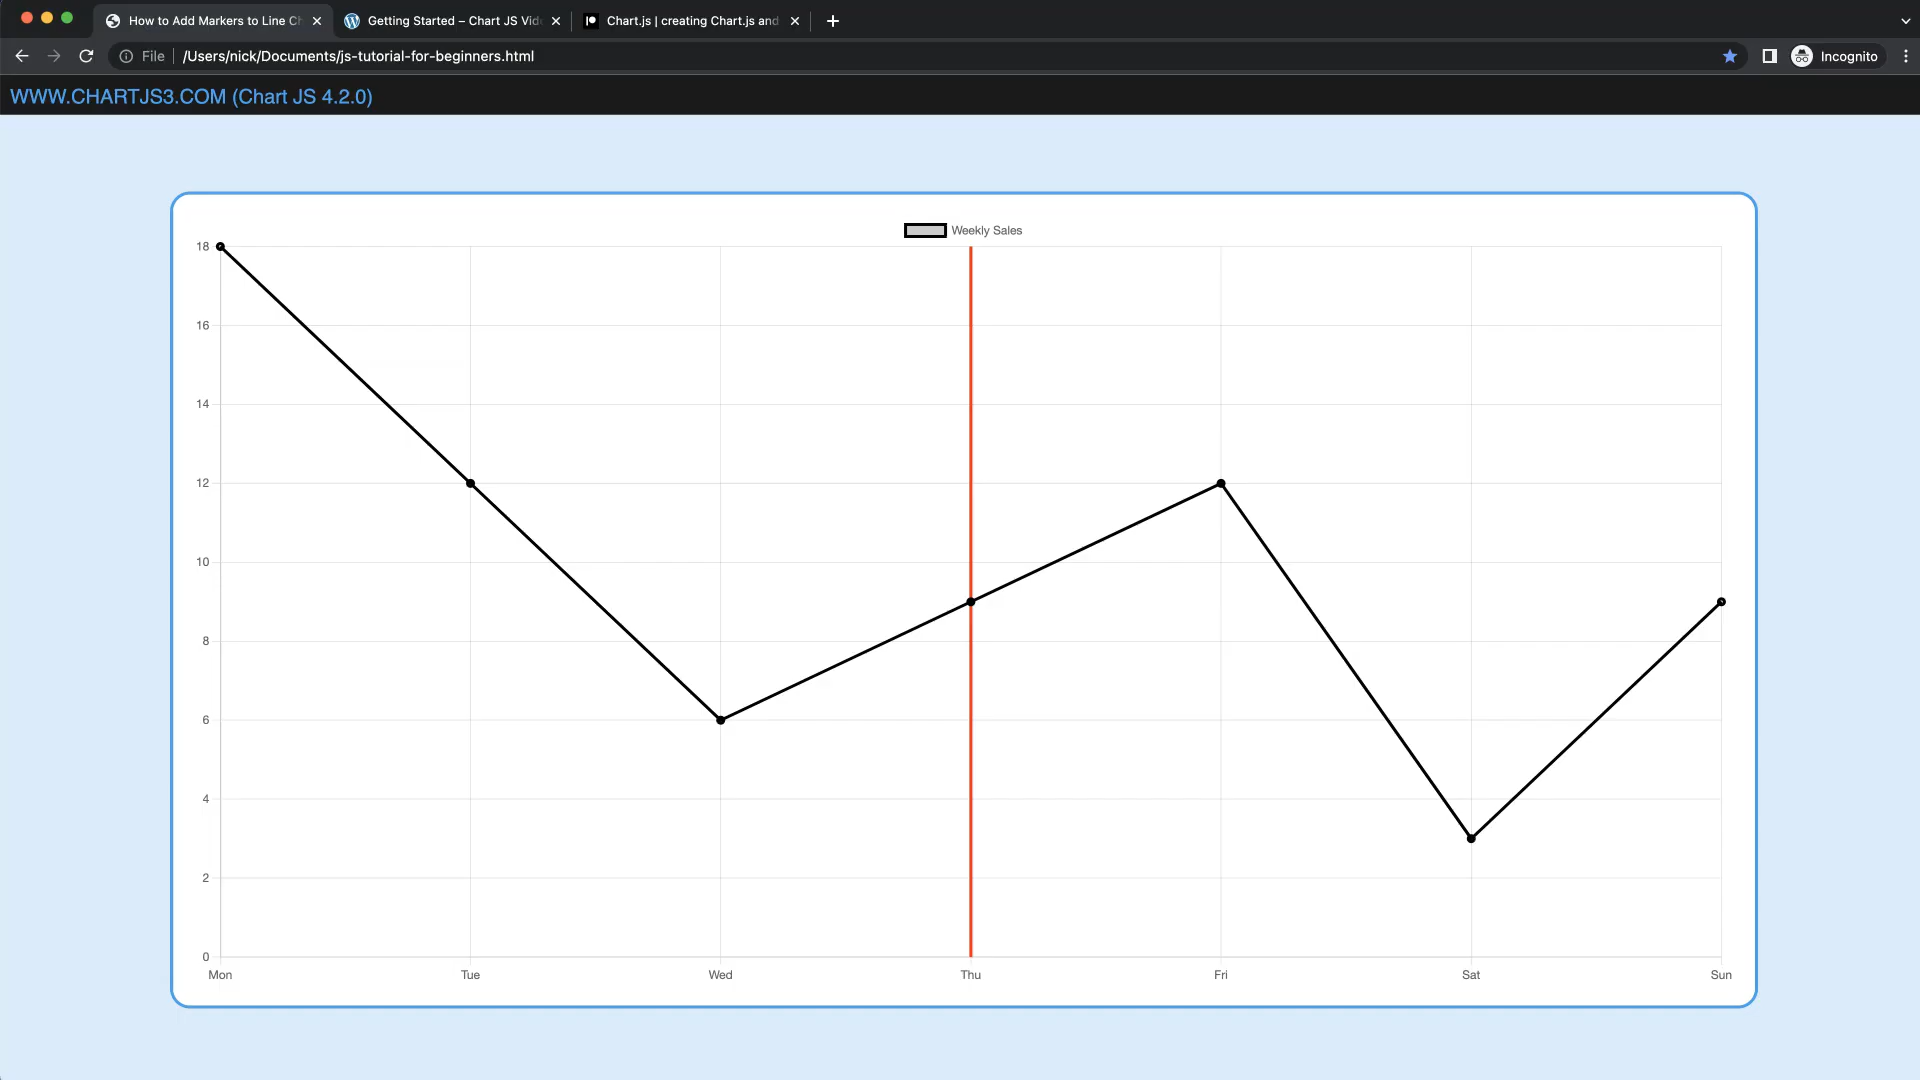 How to Add Markers to Line Ch
Getting Started – Chart JS Vid
Chart.js | creating Chart.js and
File
/Users/nick/Documents/js-tutorial-for-beginners.html
Incognito
WWW.CHARTJS3.COM (Chart JS 4.2.0)
Weekly Sales
18
16
14
12
10
8
6
4
2
0
Mon Tue Wed Thu Fri Sat Sun